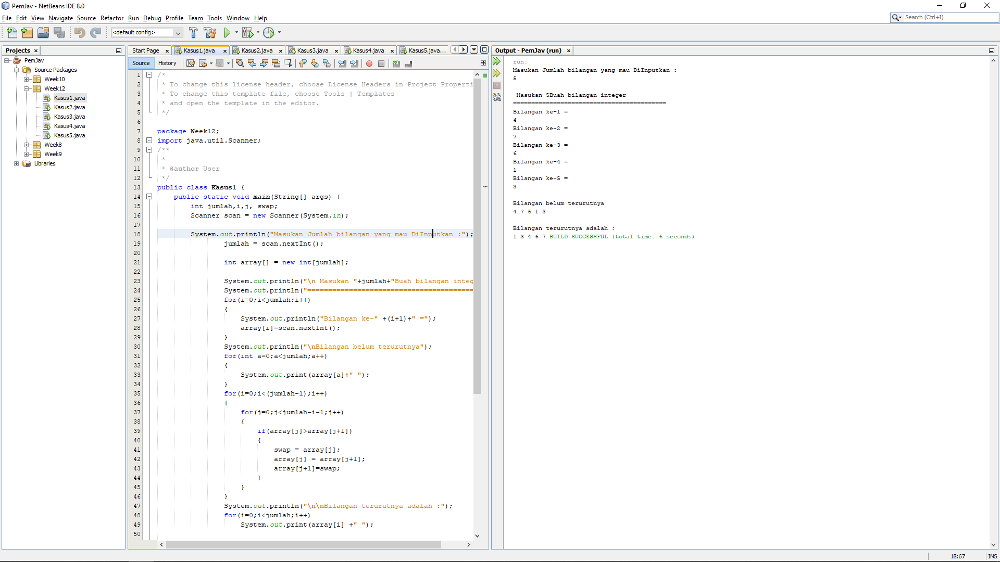 PemJav - NetBeans IDE 8.0
File Edit View Navigate Source Refactor Run Debug Profile Team Tools Window Help
Search (Ctrl+I)
<default config>
Projects
PemJav
Source Packages
Week10
Week12
Kasus1.java
Kasus2.java
Kasus3.java
Kasus4.java
Kasus5.java
Week8
Week9
Libraries
Start Page Kasus1.java Kasus2.java Kasus3.java Kasus4.java Kasus5.java...
Source History
1 /*
2 * To change this license header, choose License Headers in Project Properti
3 * To change this template file, choose Tools | Templates
4 * and open the template in the editor.
5 */
6
7 package Week12;
8 import java.util.Scanner;
9 /**
10 *
11 * @author User
12 */
13 public class Kasus1 {
14 public static void main(String[] args) {
15 int jumlah,i,j, swap;
16 Scanner scan = new Scanner(System.in);
17
18 System.out.println("Masukan Jumlah bilangan yang mau DiInputkan :");
19 jumlah = scan.nextInt();
20
21 int array[] = new int[jumlah];
22
23 System.out.println("\n Masukan "+jumlah+"Buah bilangan integ
24 System.out.println("========================================
25 for(i=0;i<jumlah;i++)
26 {
27 System.out.println("Bilangan ke-" +(i+1)+" =");
28 array[i]=scan.nextInt();
29 }
30 System.out.println("\nBilangan belum terurutnya");
31 for(int a=0;a<jumlah;a++)
32 {
33 System.out.print(array[a]+" ");
34 }
35 for(i=0;i<(jumlah-1);i++)
36 {
37 for(j=0;j<jumlah-i-1;j++)
38 {
39 if(array[j]>array[j+1])
40 {
41 swap = array[j];
42 array[j] = array[j+1];
43 array[j+1]=swap;
44 }
45 }
46 }
47 System.out.println("\n\nBilangan terurutnya adalah :");
48 for(i=0;i<jumlah;i++)
49 System.out.print(array[i] +" ");
50
Output - PemJav (run)
run:
Masukan Jumlah bilangan yang mau DiInputkan :
5
Masukan 5Buah bilangan integer
==========================================
Bilangan ke-1 =
4
Bilangan ke-2 =
7
Bilangan ke-3 =
6
Bilangan ke-4 =
1
Bilangan ke-5 =
3
Bilangan belum terurutnya
4 7 6 1 3
Bilangan terurutnya adalah :
1 3 4 6 7 BUILD SUCCESSFUL (total time: 6 seconds)
18:67 INS